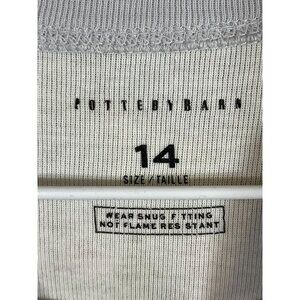 POTTERYBARN
14
SIZE/TAILLE
WEAR SNUG FITTING
NOT FLAME RESISTANT